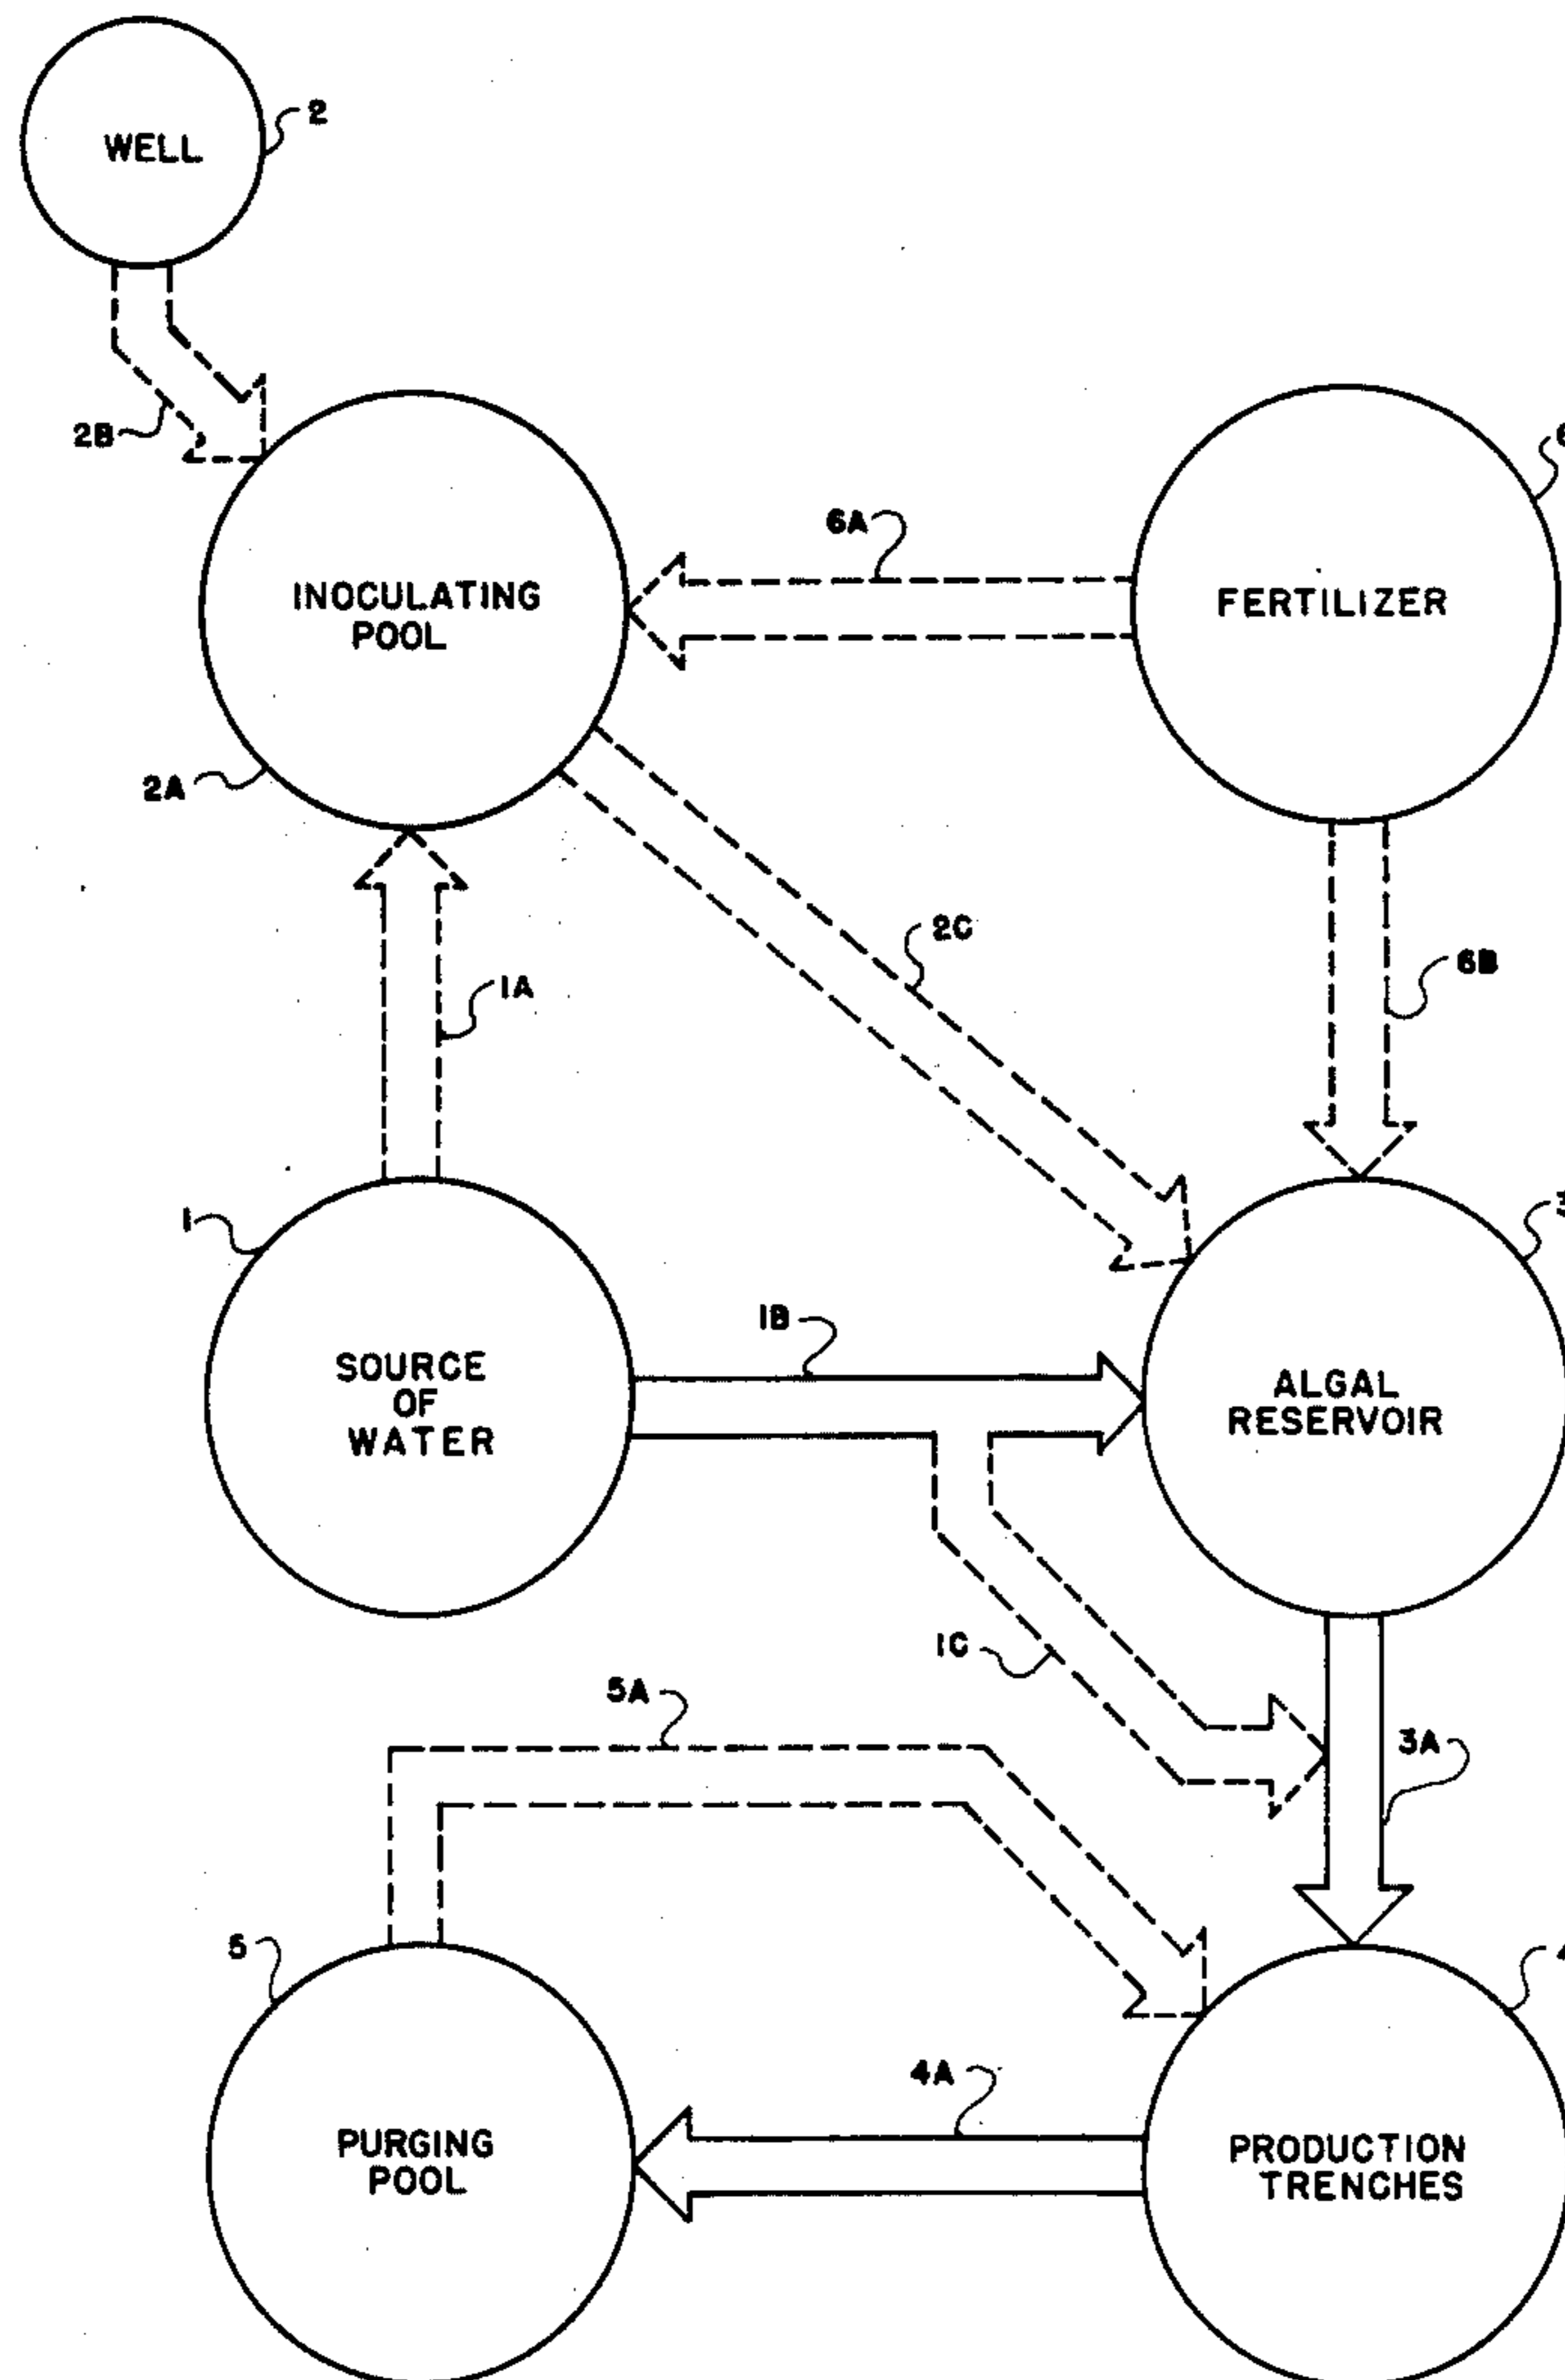 WELL
2
2B
6A
INOCULATING
POOL
FERTILIZER
2A
2C
6B
1A
1
1B
SOURCE
OF
WATER
ALGAL
RESERVOIR
1C
5A
3A
5
4A
PURGING
POOL
PRODUCTION
TRENCHES